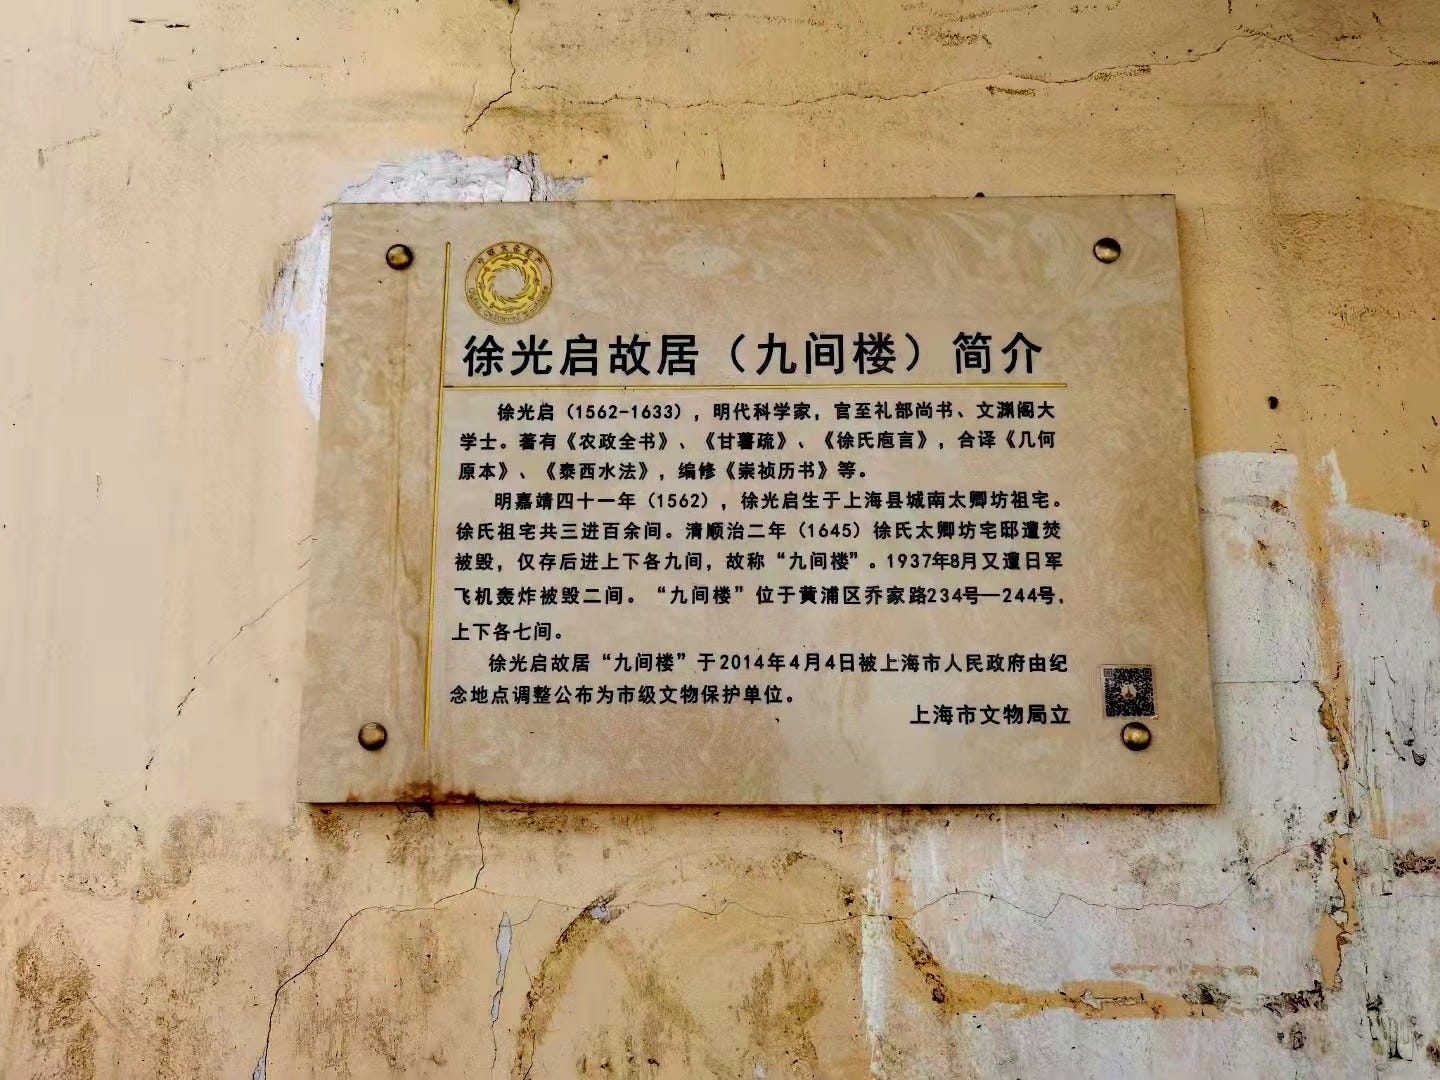 徐光启故居（九间楼）简介
徐光启（1562-1633），明代科学家，官至礼部尚书、文渊阁大
学士。著有《农政全书》、《甘薯疏》、《徐氏庖言》，合译《几何
原本》、《泰西水法》，编修《崇祯历书》等。
明嘉靖四十一年（1562），徐光启生于上海县城南太卿坊祖宅。
徐氏祖宅共三进百余间。清顺治二年（1645）徐氏太卿坊宅邸遭焚
被毁，仅存后进上下各九间，故称“九间楼”。1937年8月又遭日军
飞机轰炸被毁二间。“九间楼”位于黄浦区乔家路234号—244号，
上下各七间。
徐光启故居“九间楼”于2014年4月4日被上海市人民政府由纪
念地点调整公布为市级文物保护单位。
上海市文物局立